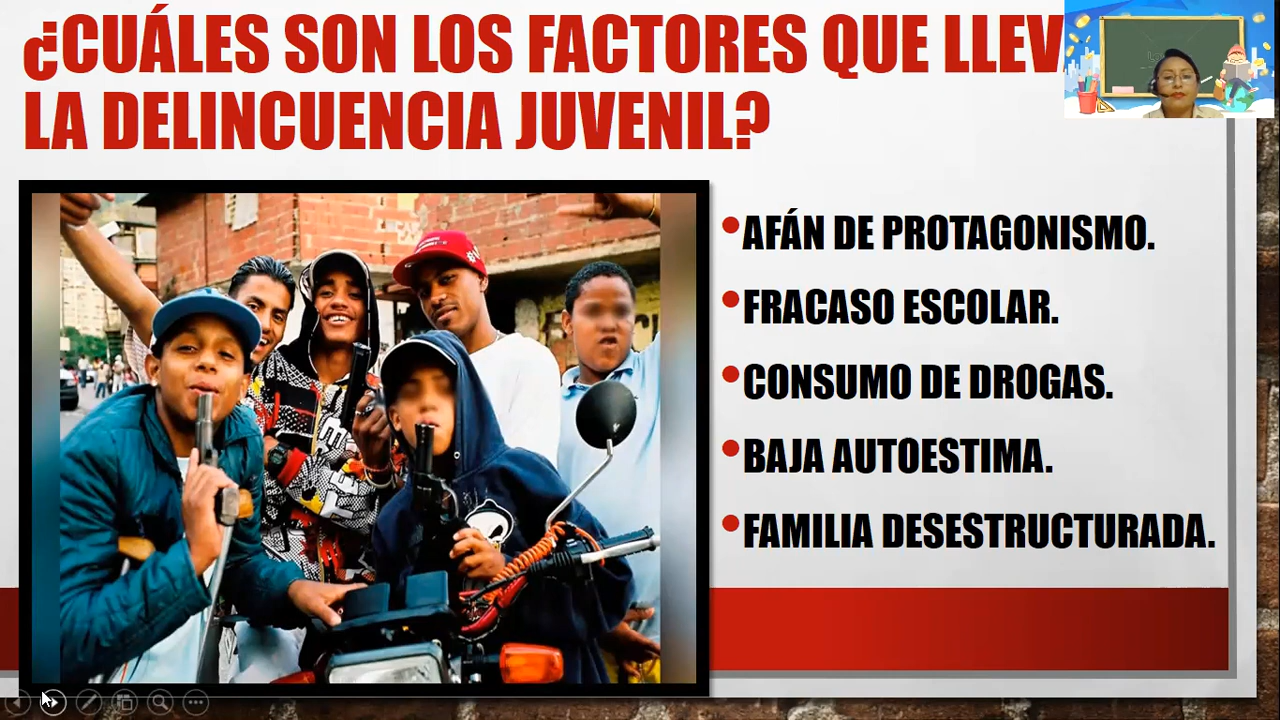 ¿CUÁLES SON LOS FACTORES QUE LLEV
LA DELINCUENCIA JUVENIL?
•AFÁN DE PROTAGONISMO.
•FRACASO ESCOLAR.
•CONSUMO DE DROGAS.
•BAJA AUTOESTIMA.
•FAMILIA DESESTRUCTURADA.